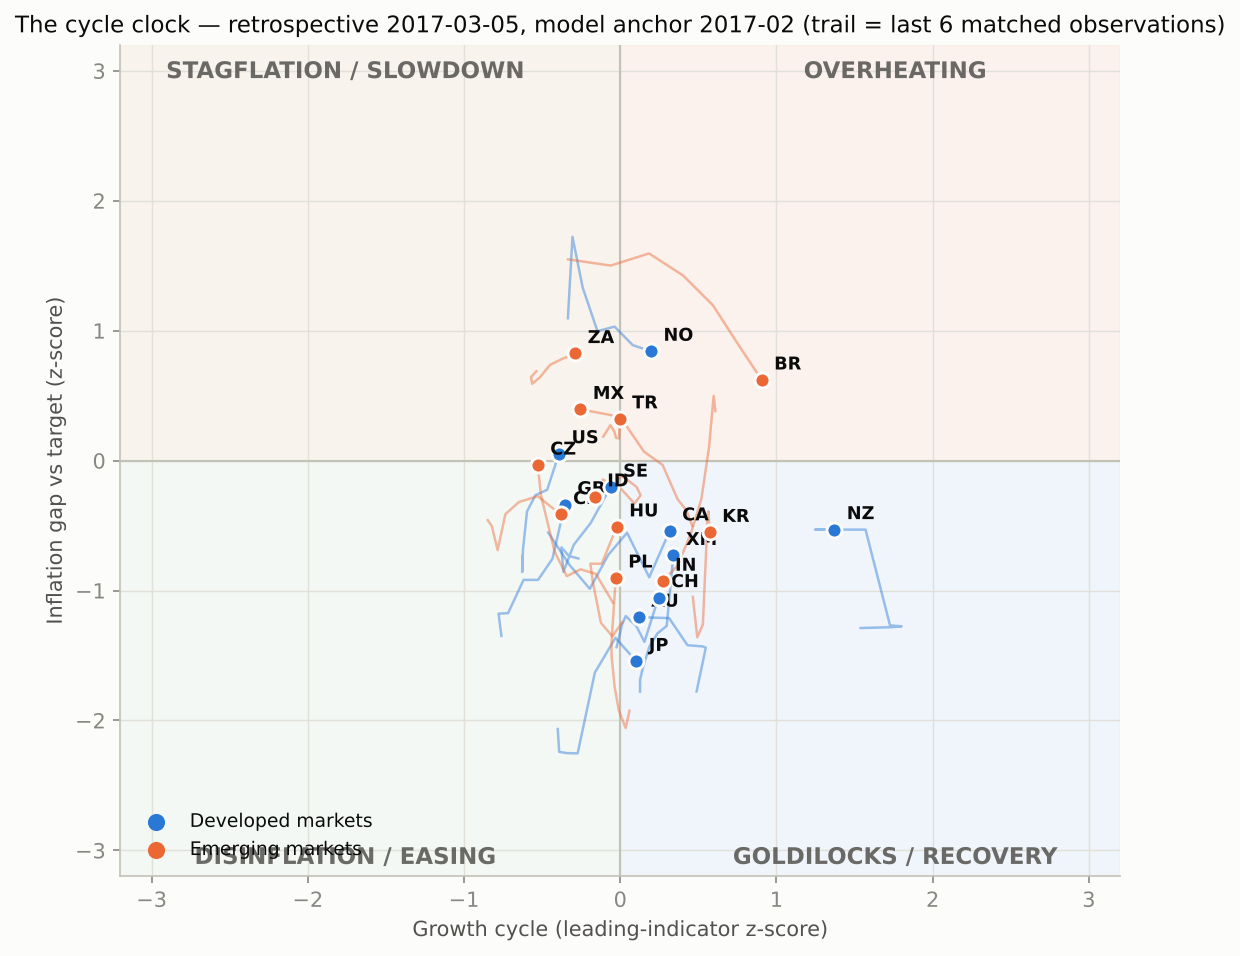 The cycle clock — retrospective 2017-03-05, model anchor 2017-02 (trail = last 6 matched observations)
STAGFLATION / SLOWDOWN
OVERHEATING
3
2
1
0
−1
−2
−3
Inflation gap vs target (z-score)
ZA
NO
BR
MX
TR
US
CZ
SE
ID
GB
HU
CA
KR
NZ
PL
IN
CH
JP
Developed markets
Emerging markets
DISINFLATION / EASING
GOLDILOCKS / RECOVERY
−3
−2
−1
0
1
2
3
Growth cycle (leading-indicator z-score)